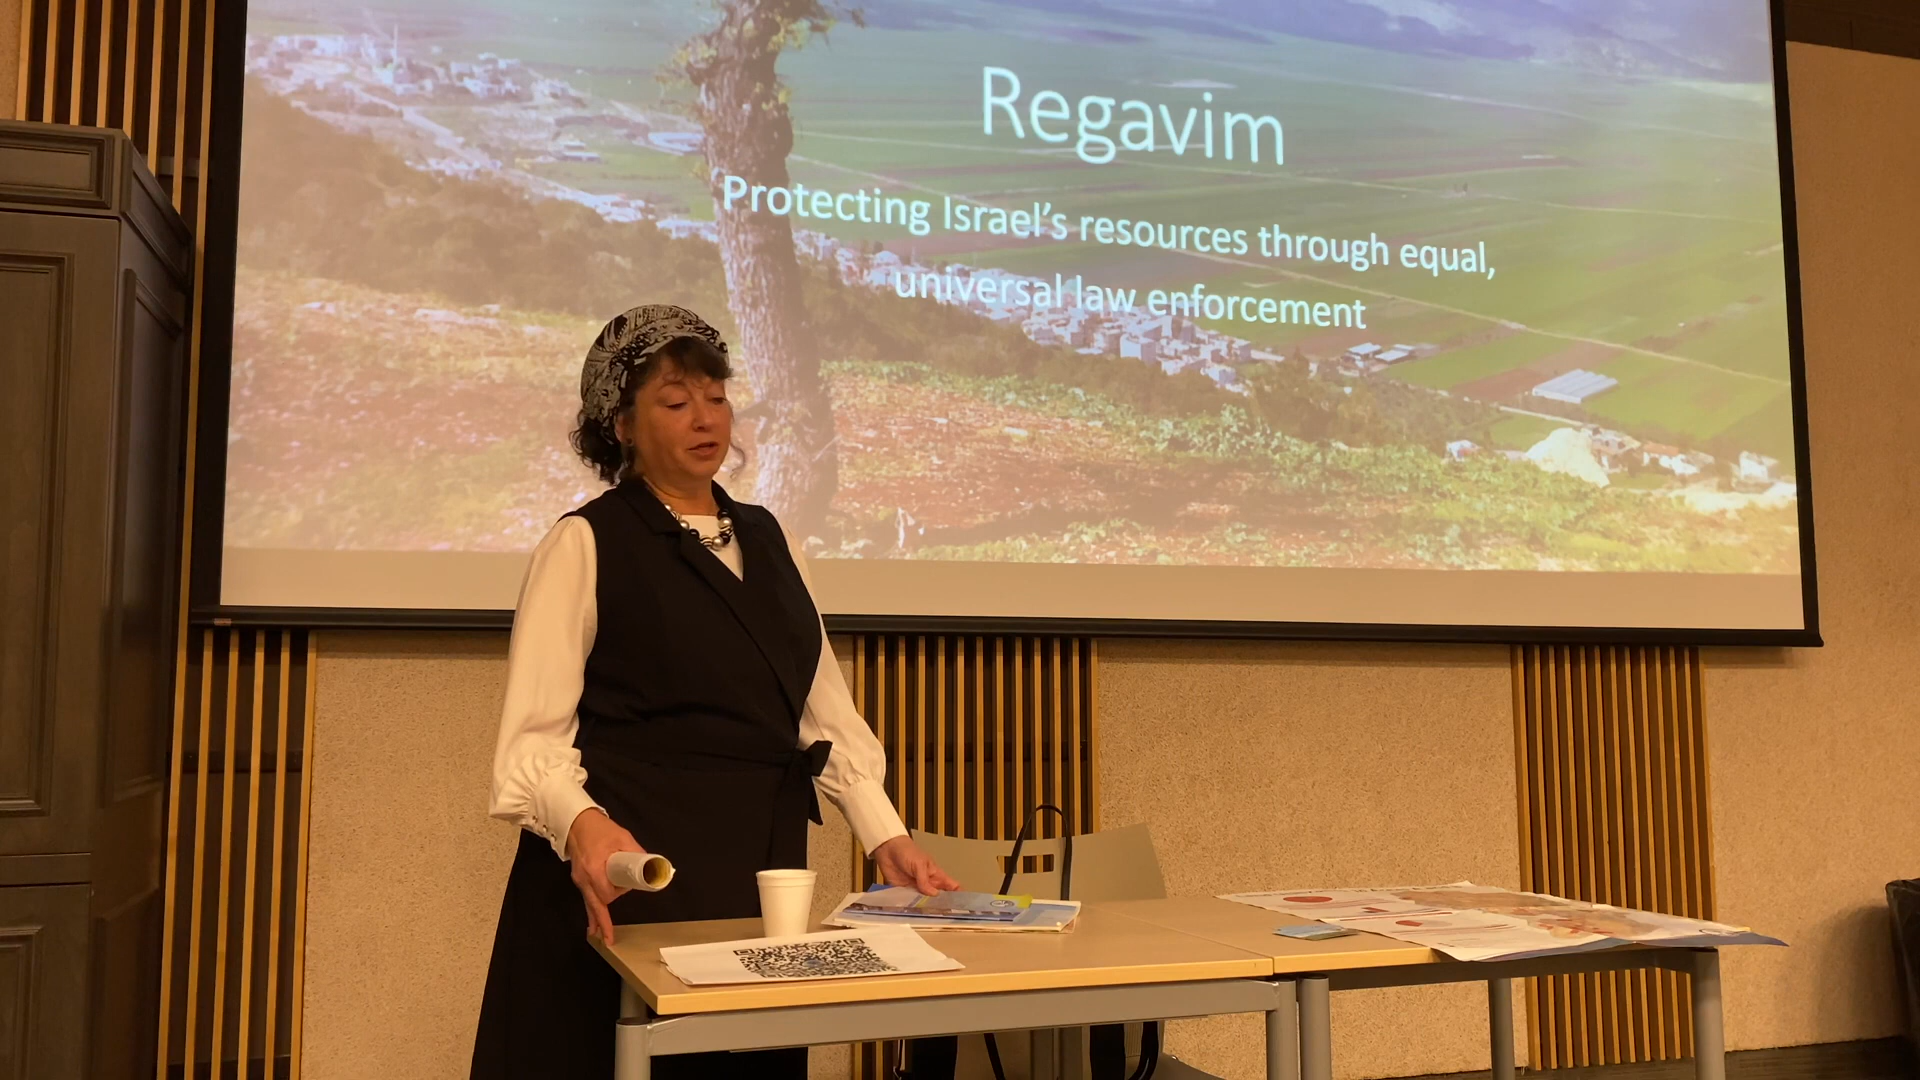 Regavim
Protecting Israel's resources through equal,
universal law enforcement